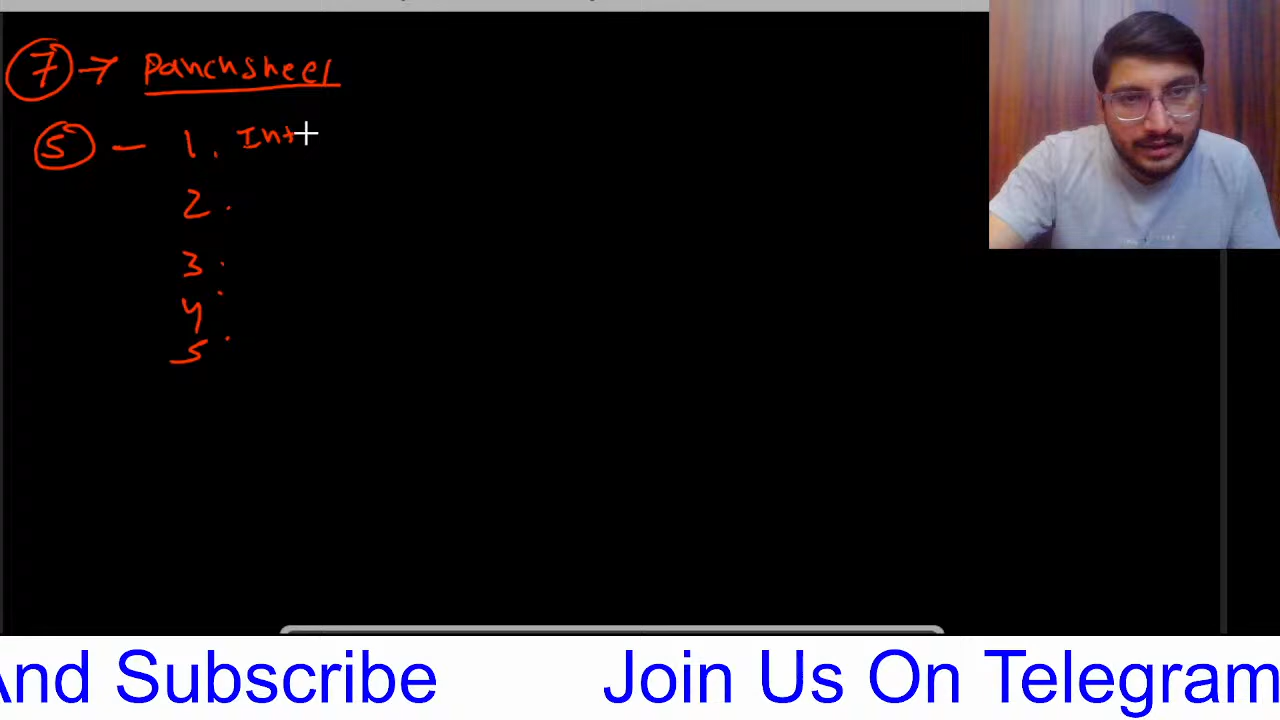 7 → Panchsheel
5 - 1. Int
2.
3.
4.
5.
And Subscribe Join Us On Telegram